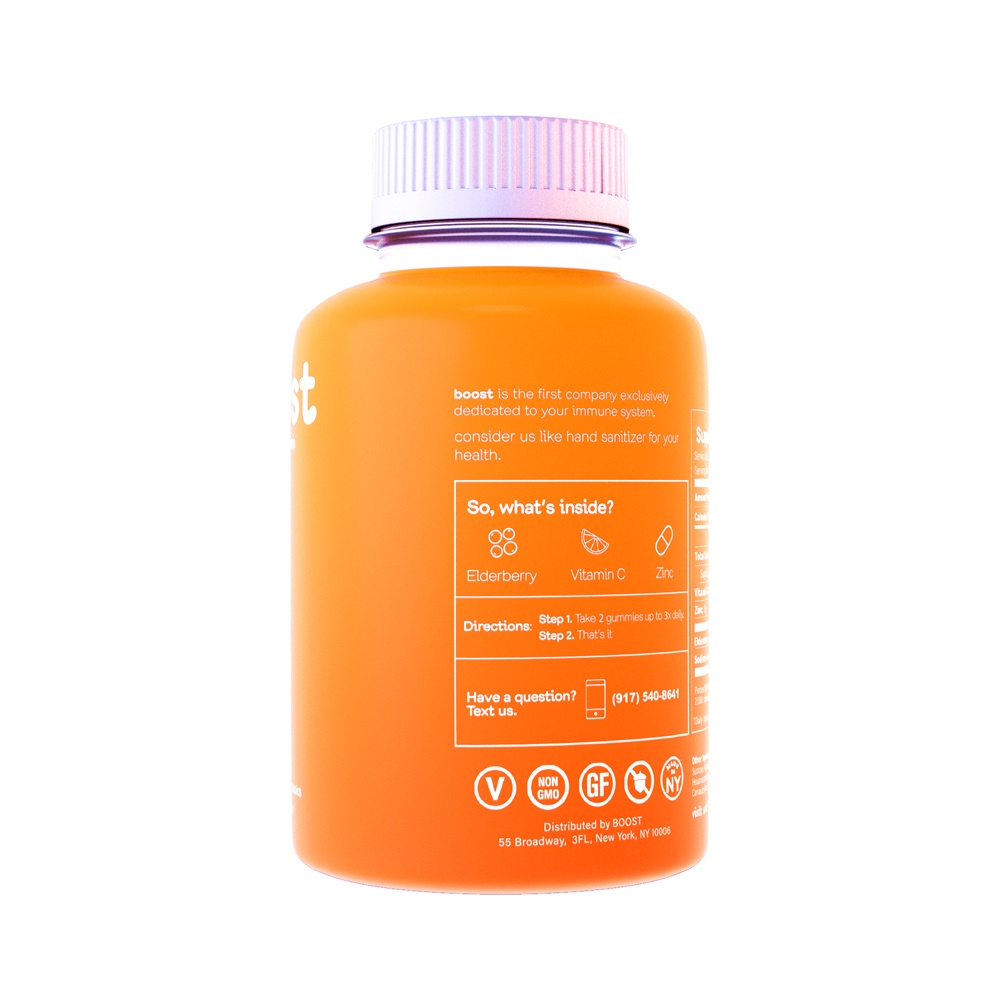 st
boost is the first company exclusively
dedicated to your immune system.
consider us like hand sanitizer for your
health.
So, what's inside?
Elderberry Vitamin C Zinc
Directions: Step 1. Take 2 gummies up to 3x daily.
Step 2. That's it
Have a question?
Text us.
(917) 540-8641
V NON GMO GF MADE IN NY
Distributed by BOOST
55 Broadway, 3FL, New York, NY 10006